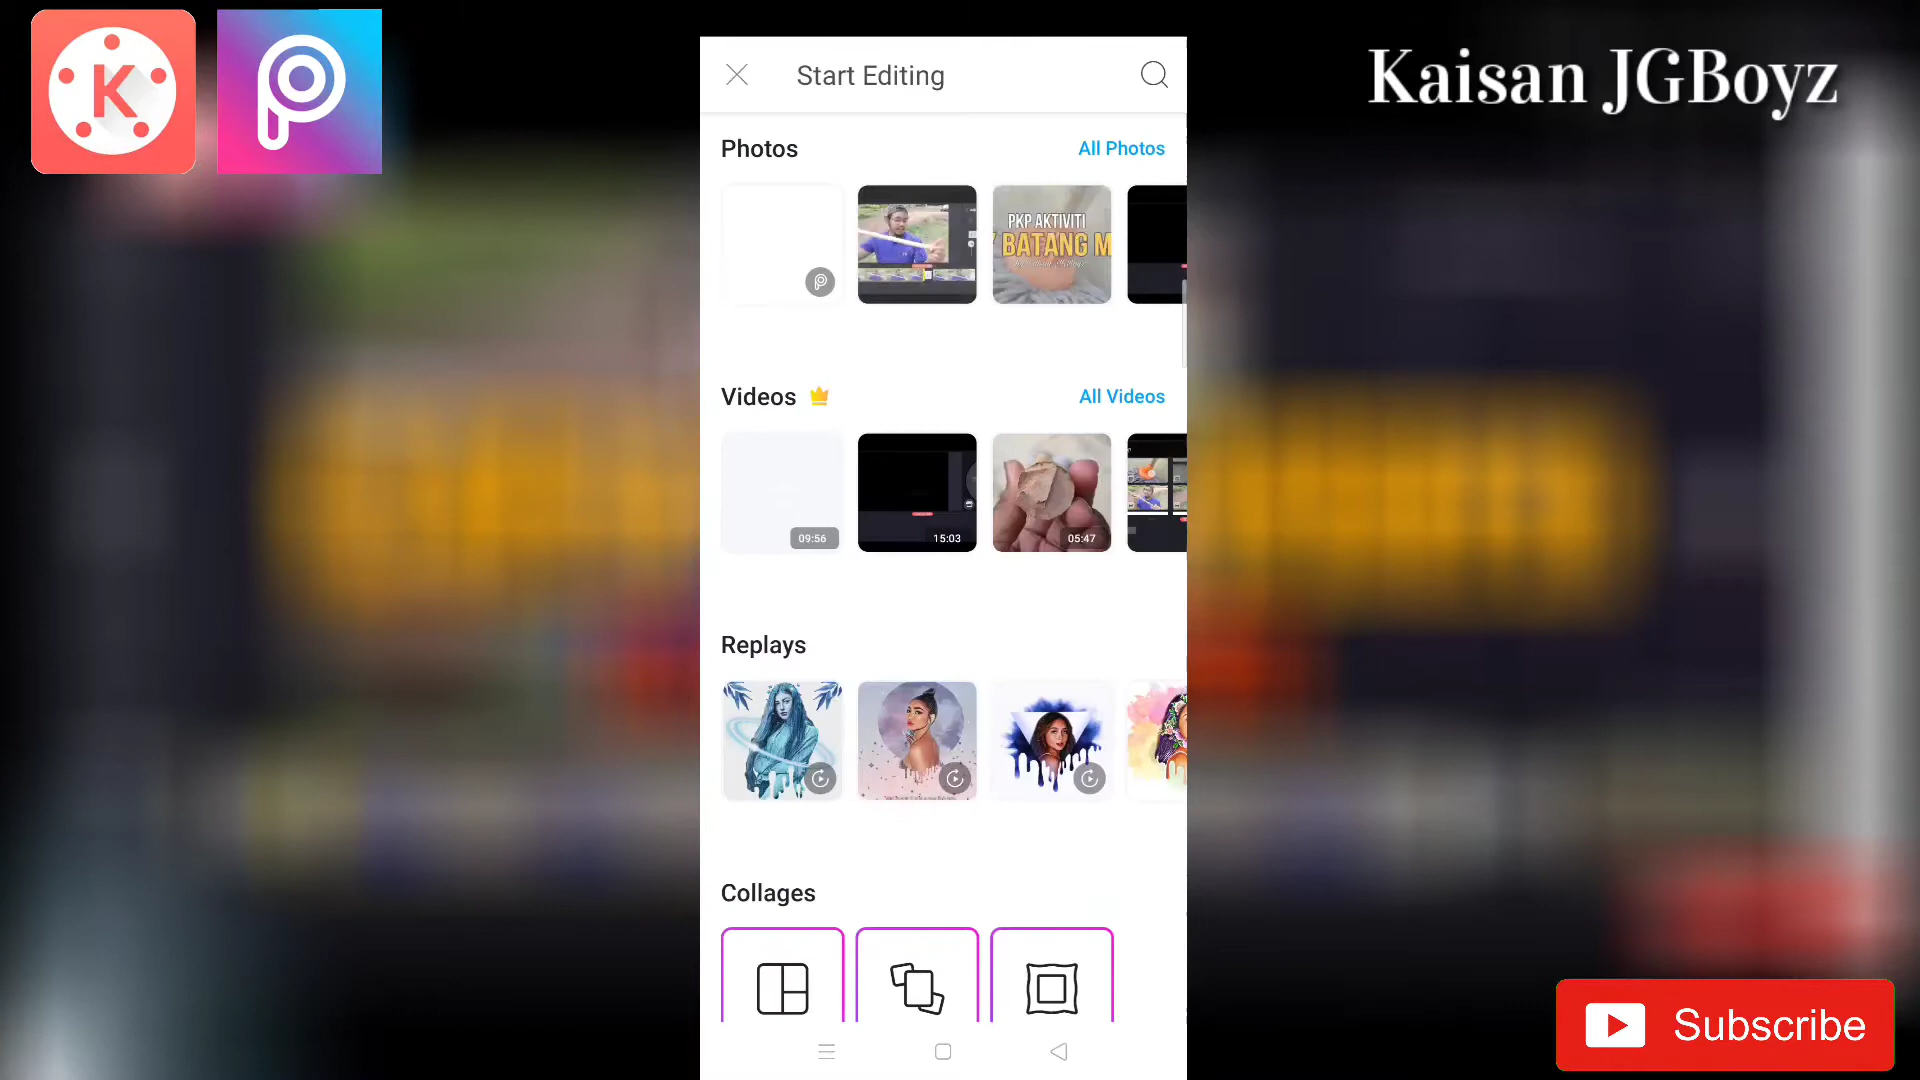 Kaisan JGBoyz
K
Start Editing
Photos
All Photos
PKP AKTIVITI
BATANG M
Videos
All Videos
09:56
15:03
05:47
Replays
Collages
Subscribe